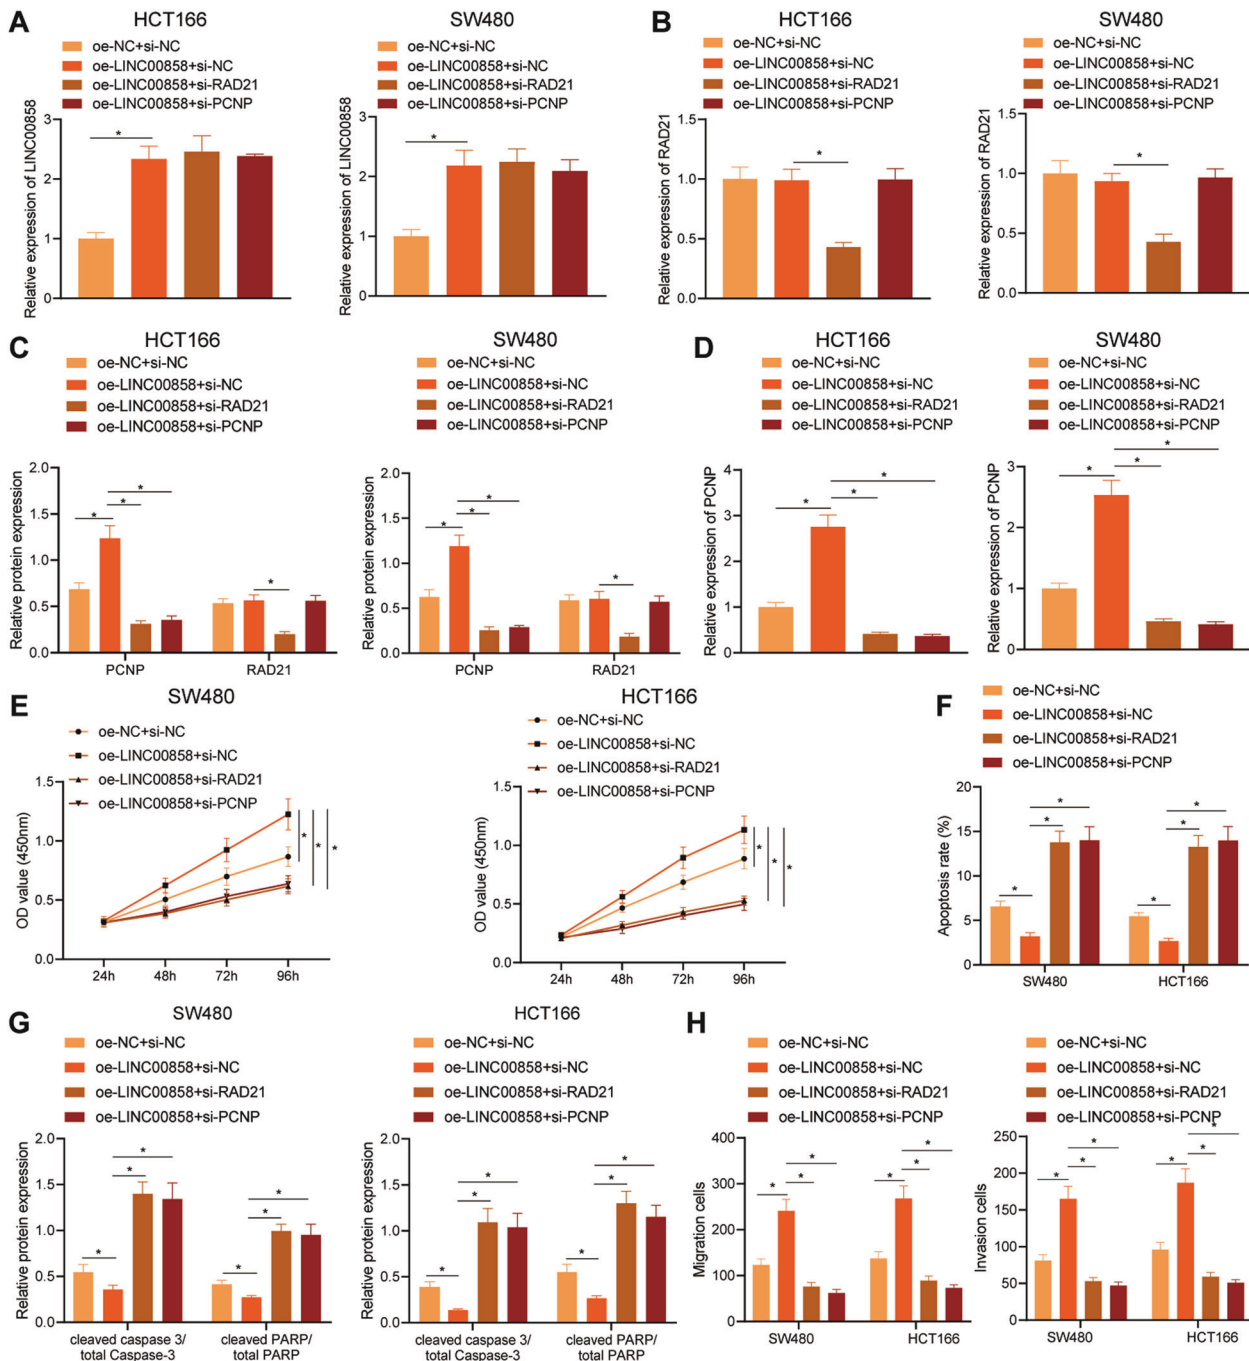 A
HCT166
oe-NC+si-NC
oe-LINC00858+si-NC
oe-LINC00858+si-RAD21
oe-LINC00858+si-PCNP
Relative expression of LINC00858
3
2
1
0
*
SW480
oe-NC+si-NC
oe-LINC00858+si-NC
oe-LINC00858+si-RAD21
oe-LINC00858+si-PCNP
Relative expression of LINC00858
3
2
1
0
*
B
HCT166
oe-NC+si-NC
oe-LINC00858+si-NC
oe-LINC00858+si-RAD21
oe-LINC00858+si-PCNP
Relative expression of RAD21
1.5
1.0
0.5
0.0
*
SW480
oe-NC+si-NC
oe-LINC00858+si-NC
oe-LINC00858+si-RAD21
oe-LINC00858+si-PCNP
Relative expression of RAD21
1.5
1.0
0.5
0.0
*
C
HCT166
oe-NC+si-NC
oe-LINC00858+si-NC
oe-LINC00858+si-RAD21
oe-LINC00858+si-PCNP
Relative protein expression
2.0
1.5
1.0
0.5
0.0
*
*
*
*
PCNP RAD21
SW480
oe-NC+si-NC
oe-LINC00858+si-NC
oe-LINC00858+si-RAD21
oe-LINC00858+si-PCNP
Relative protein expression
2.0
1.5
1.0
0.5
0.0
*
*
*
*
PCNP RAD21
D
HCT166
oe-NC+si-NC
oe-LINC00858+si-NC
oe-LINC00858+si-RAD21
oe-LINC00858+si-PCNP
Relative expression of PCNP
4
3
2
1
0
*
*
*
SW480
oe-NC+si-NC
oe-LINC00858+si-NC
oe-LINC00858+si-RAD21
oe-LINC00858+si-PCNP
Relative expression of PCNP
3
2
1
0
*
*
*
E
SW480
oe-NC+si-NC
oe-LINC00858+si-NC
oe-LINC00858+si-RAD21
oe-LINC00858+si-PCNP
OD value (450nm)
1.5
1.0
0.5
0.0
* * *
24h 48h 72h 96h
HCT166
oe-NC+si-NC
oe-LINC00858+si-NC
oe-LINC00858+si-RAD21
oe-LINC00858+si-PCNP
OD value (450nm)
1.5
1.0
0.5
0.0
* * *
24h 48h 72h 96h
F
oe-NC+si-NC
oe-LINC00858+si-NC
oe-LINC00858+si-RAD21
oe-LINC00858+si-PCNP
Apoptosis rate (%)
20
15
10
5
0
* *
* *
* *
SW480 HCT166
G
SW480
oe-NC+si-NC
oe-LINC00858+si-NC
oe-LINC00858+si-RAD21
oe-LINC00858+si-PCNP
Relative protein expression
2.0
1.5
1.0
0.5
0.0
*
*
*
*
*
*
cleaved caspase 3/ cleaved PARP/
total Caspase-3 total PARP
HCT166
oe-NC+si-NC
oe-LINC00858+si-NC
oe-LINC00858+si-RAD21
oe-LINC00858+si-PCNP
Relative protein expression
2.0
1.5
1.0
0.5
0.0
*
*
*
*
*
*
cleaved caspase 3/ cleaved PARP/
total Caspase-3 total PARP
H
oe-NC+si-NC
oe-LINC00858+si-NC
oe-LINC00858+si-RAD21
oe-LINC00858+si-PCNP
Migration cells
400
300
200
100
0
*
*
*
*
*
*
SW480 HCT166
oe-NC+si-NC
oe-LINC00858+si-NC
oe-LINC00858+si-RAD21
oe-LINC00858+si-PCNP
Invasion cells
250
200
150
100
50
0
*
*
*
*
*
*
SW480 HCT166